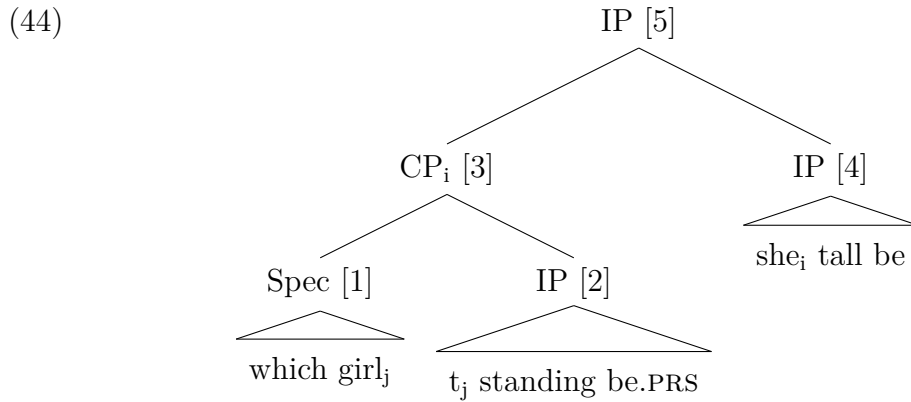 (44)
IP [5]
CPᵢ [3] IP [4]
Spec [1] IP [2] sheᵢ tall be
which girlⱼ tⱼ standing be.PRS